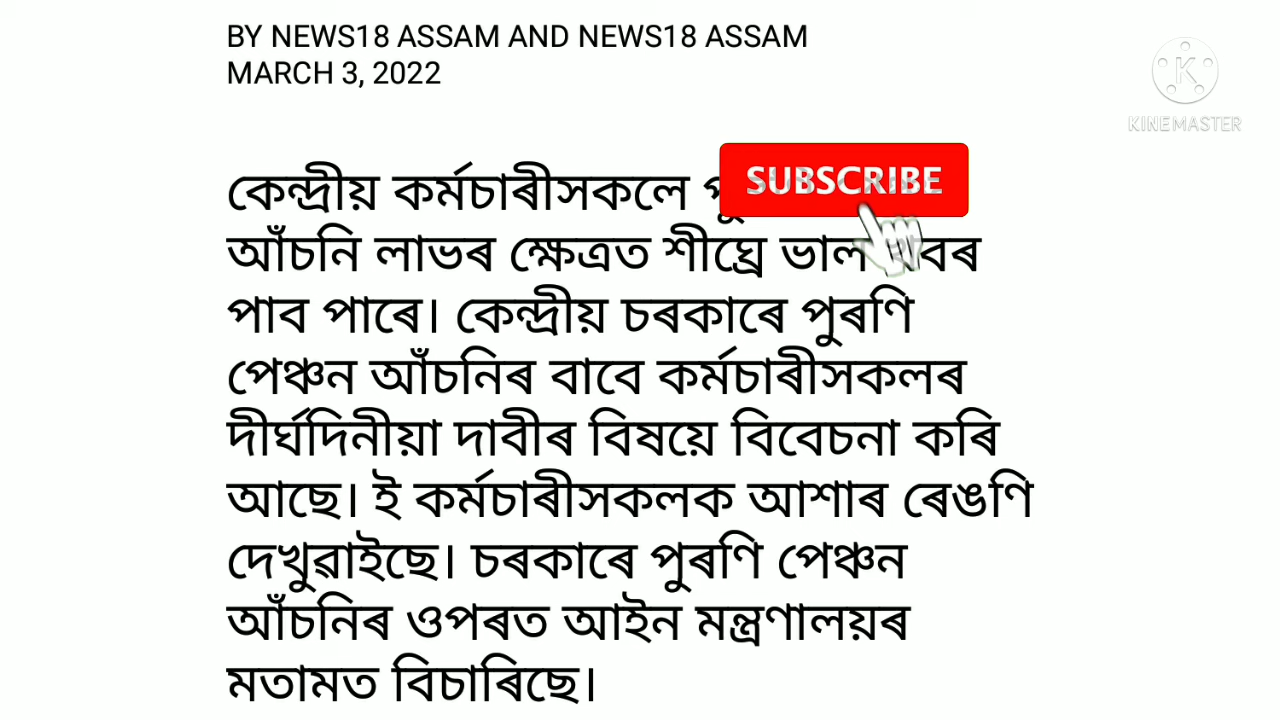 BY NEWS18 ASSAM AND NEWS18 ASSAM
MARCH 3, 2022
KINEMASTER
কেন্দ্ৰীয় কৰ্মচাৰীসকলে
SUBSCRIBE
আঁচনি লাভৰ ক্ষেত্ৰত শীঘ্ৰে ভাল
পাব পাৰে। কেন্দ্ৰীয় চৰকাৰে পুৰণি
পেঞ্চন আঁচনিৰ বাবে কৰ্মচাৰীসকলৰ
দীৰ্ঘদিনীয়া দাবীৰ বিষয়ে বিবেচনা কৰি
আছে। ই কৰ্মচাৰীসকলক আশাৰ ৰেঙণি
দেখুৱাইছে। চৰকাৰে পুৰণি পেঞ্চন
আঁচনিৰ ওপৰত আইন মন্ত্ৰণালয়ৰ
মতামত বিচাৰিছে।